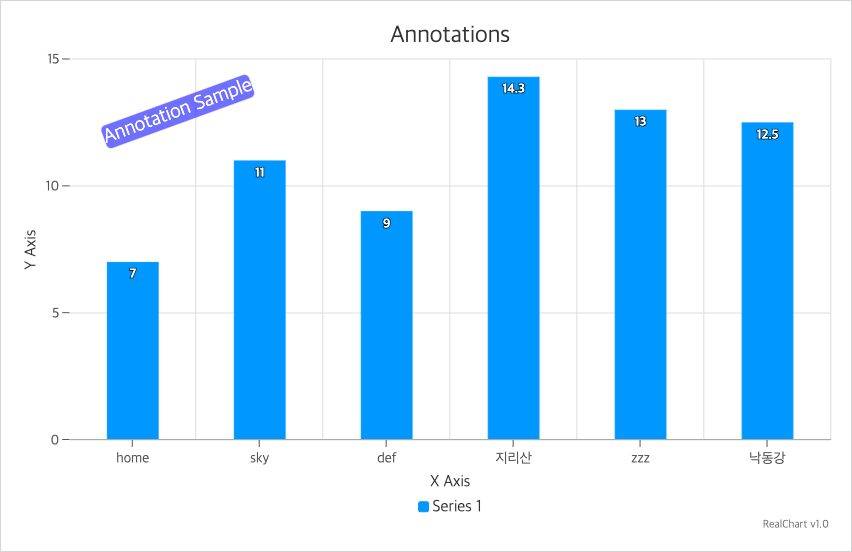 Annotations
Annotation Sample
Y Axis
15
10
5
0
7
11
9
14.3
13
12.5
home sky def 지리산 zzz 낙동강
X Axis
Series 1
RealChart v1.0